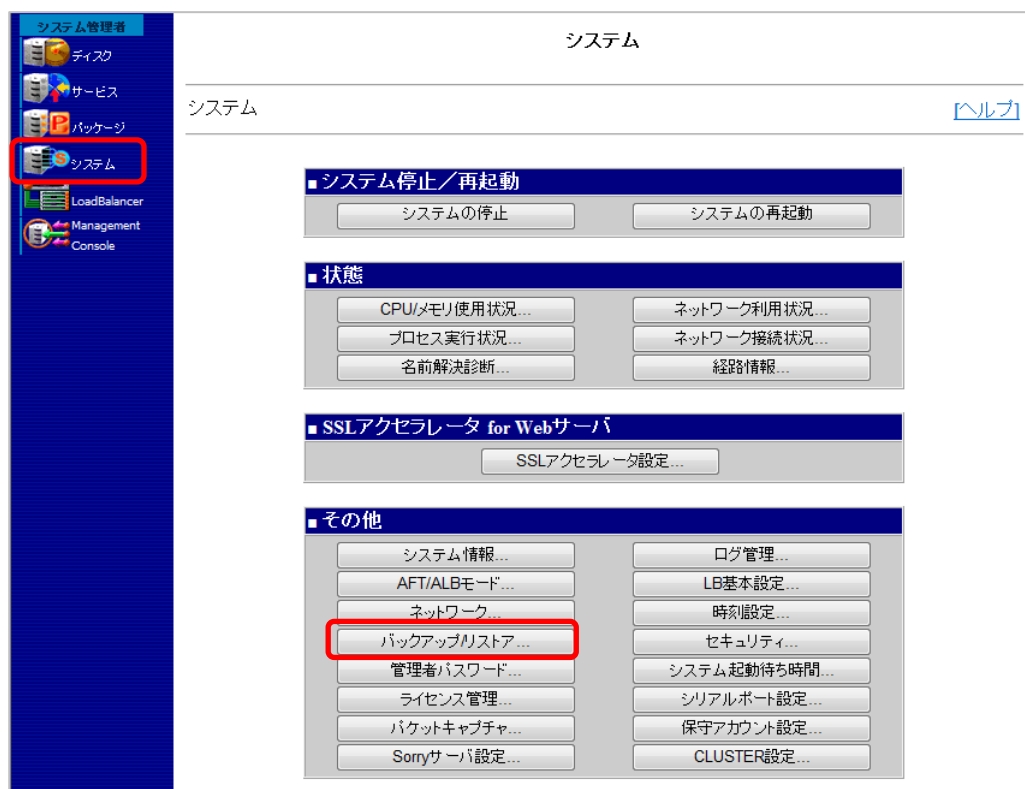 システム管理者
ディスク
サービス
パッケージ
システム
LoadBalancer
Management
Console
システム
システム
[ヘルプ]
■システム停止／再起動
システムの停止
システムの再起動
■状態
CPU/メモリ使用状況...
ネットワーク利用状況...
プロセス実行状況...
ネットワーク接続状況...
名前解決診断...
経路情報...
■SSLアクセラレータ for Webサーバ
SSLアクセラレータ設定...
■その他
システム情報...
ログ管理...
AFT/ALBモード...
LB基本設定...
ネットワーク...
時刻設定...
バックアップ/リストア...
セキュリティ...
管理者パスワード...
システム起動待ち時間...
ライセンス管理...
シリアルポート設定...
パケットキャプチャ...
保守アカウント設定...
Sorryサーバ設定...
CLUSTER設定...